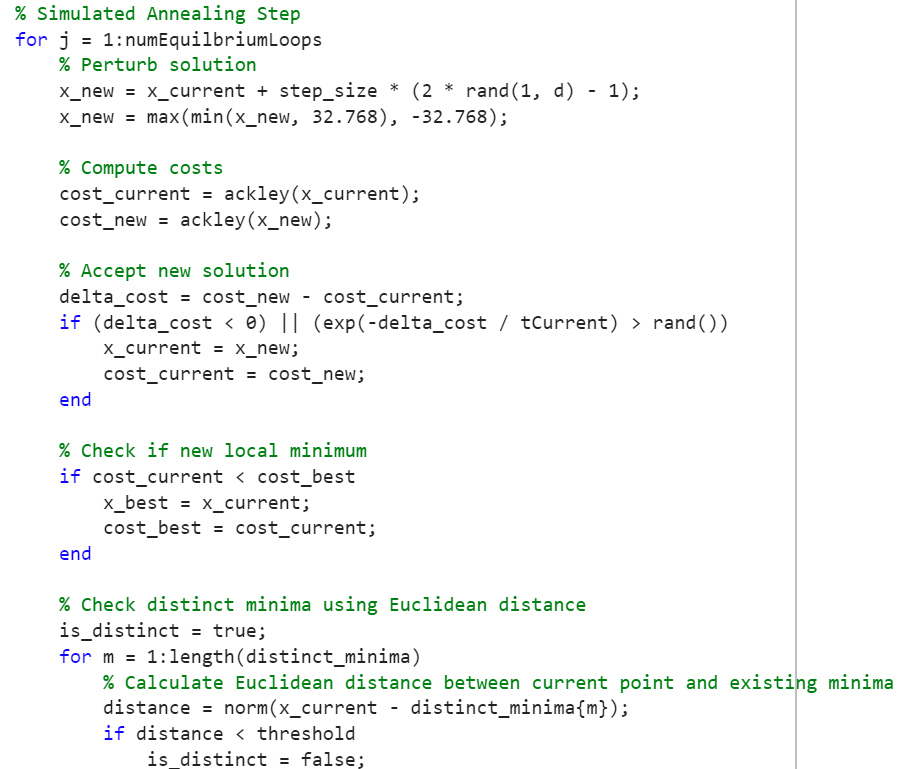 % Simulated Annealing Step
for j = 1:numEquilbriumLoops
% Perturb solution
x_new = x_current + step_size * (2 * rand(1, d) - 1);
x_new = max(min(x_new, 32.768), -32.768);
% Compute costs
cost_current = ackley(x_current);
cost_new = ackley(x_new);
% Accept new solution
delta_cost = cost_new - cost_current;
if (delta_cost < 0) || (exp(-delta_cost / tCurrent) > rand())
x_current = x_new;
cost_current = cost_new;
end
% Check if new local minimum
if cost_current < cost_best
x_best = x_current;
cost_best = cost_current;
end
% Check distinct minima using Euclidean distance
is_distinct = true;
for m = 1:length(distinct_minima)
% Calculate Euclidean distance between current point and existing minima
distance = norm(x_current - distinct_minima{m});
if distance < threshold
is_distinct = false;